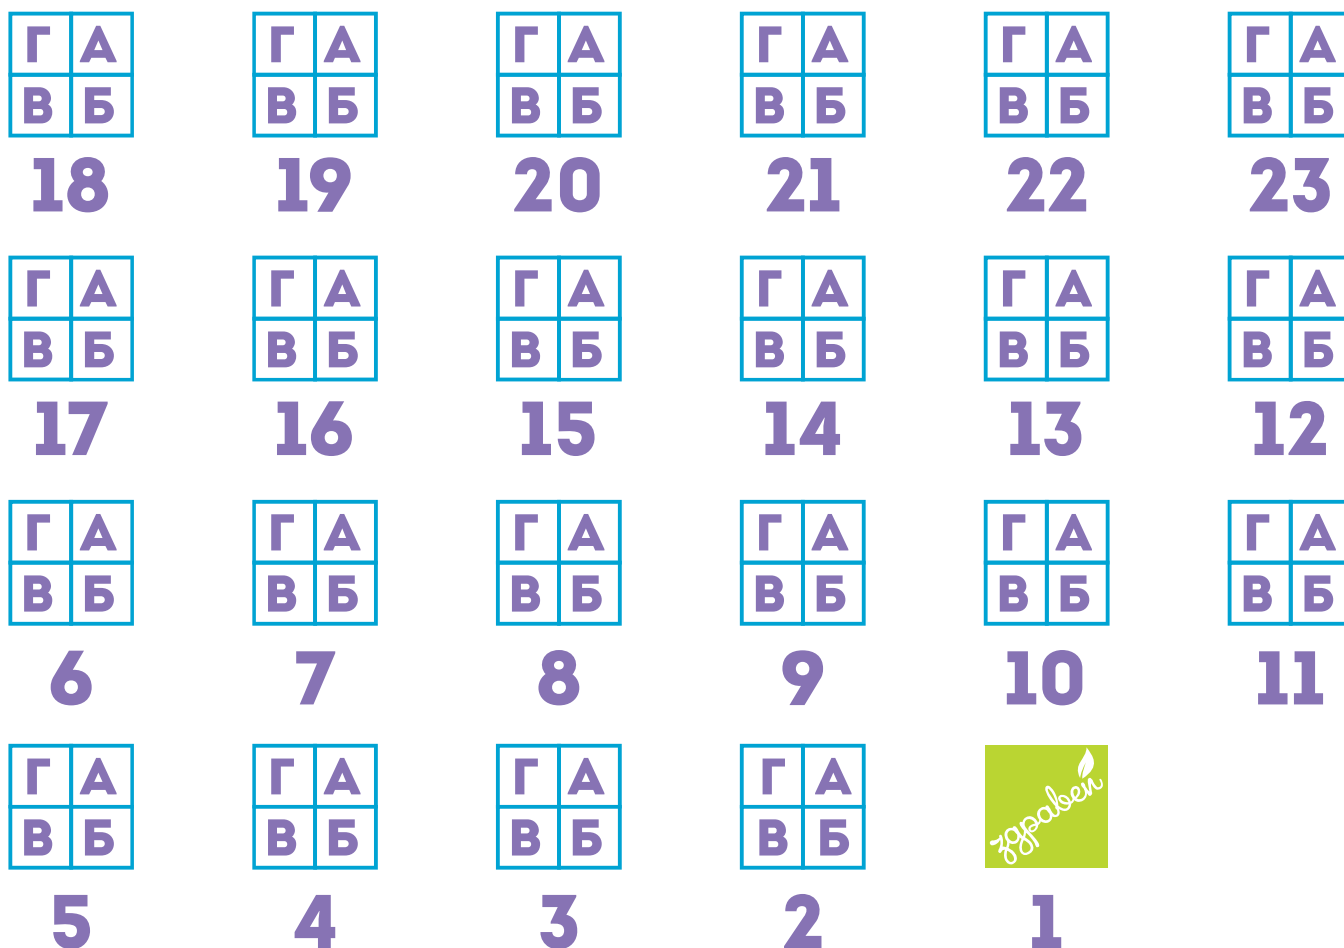 Г А Г А Г А Г А Г А Г А
В Б В Б В Б В Б В Б В Б
18 19 20 21 22 23
Г А Г А Г А Г А Г А Г А
В Б В Б В Б В Б В Б В Б
17 16 15 14 13 12
Г А Г А Г А Г А Г А Г А
В Б В Б В Б В Б В Б В Б
6 7 8 9 10 11
Г А Г А Г А Г А
В Б В Б В Б В Б здравей
5 4 3 2 1